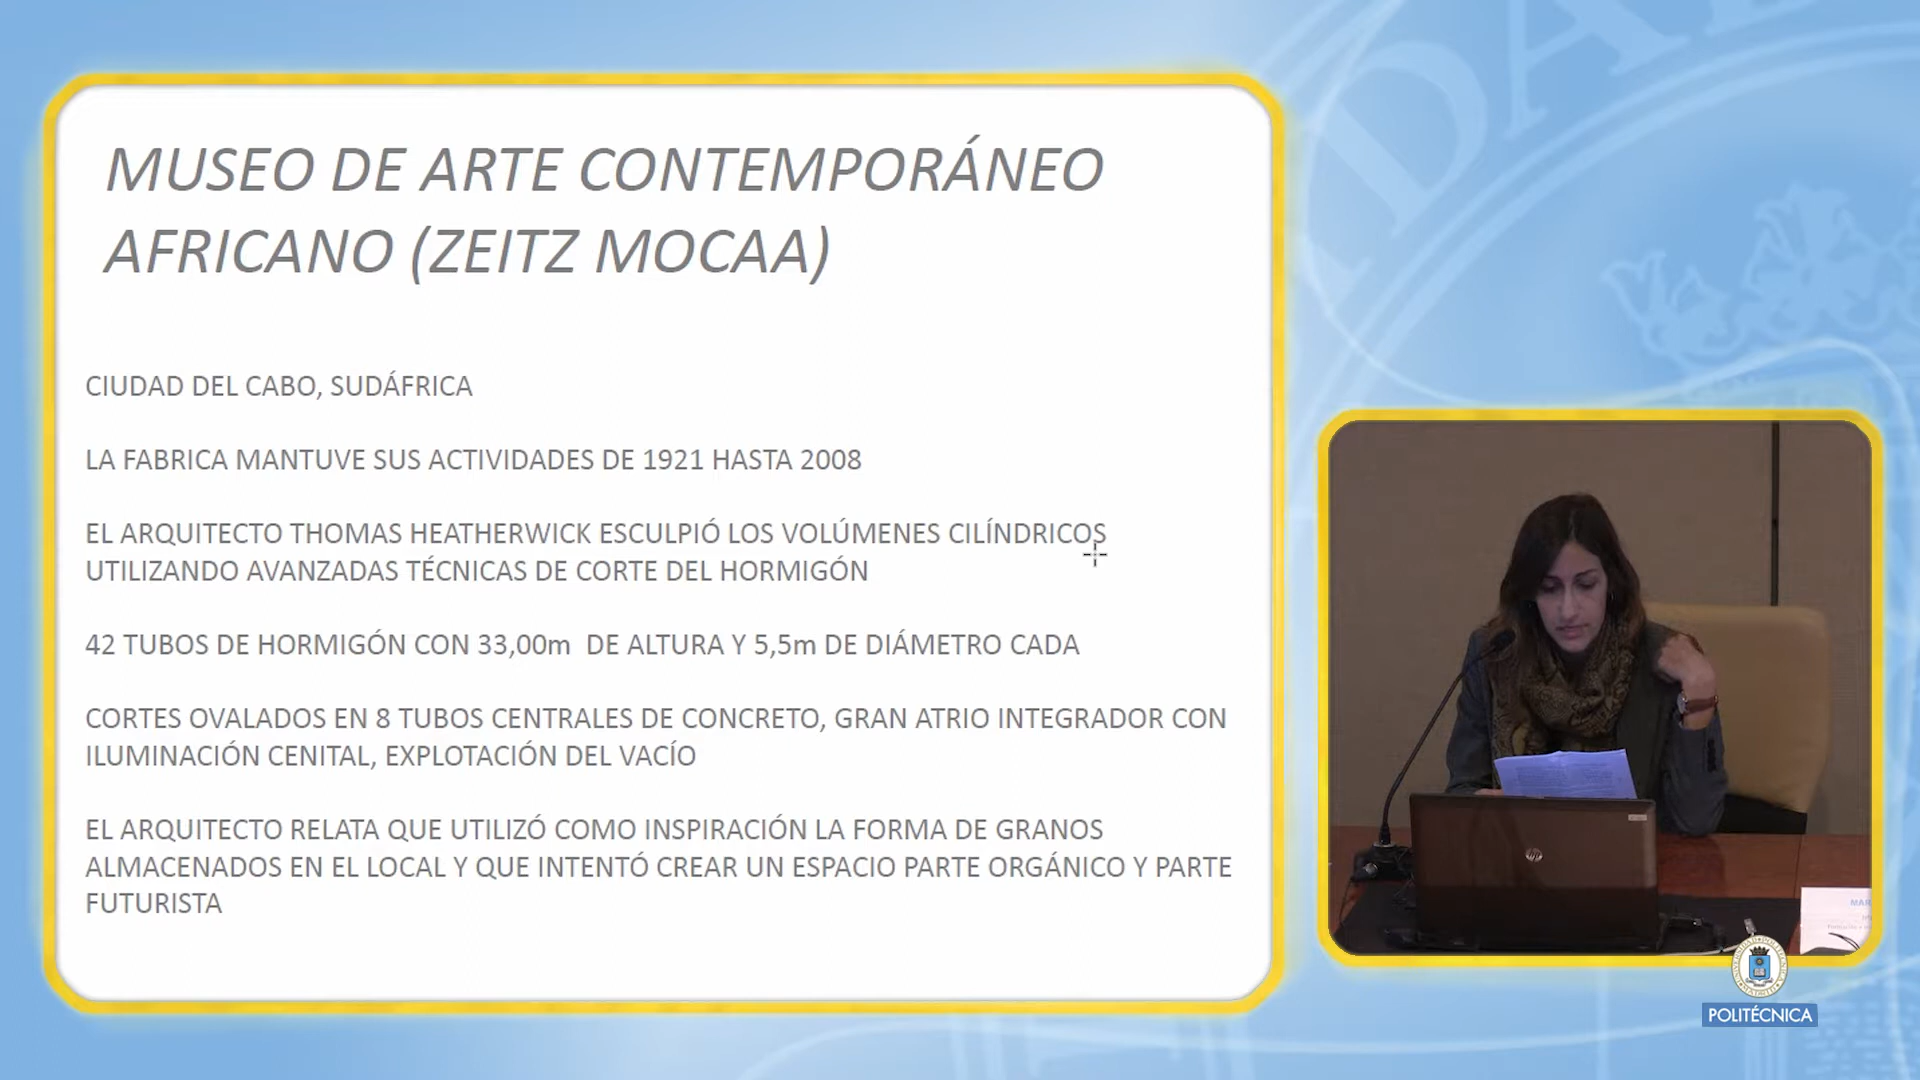 MUSEO DE ARTE CONTEMPORÁNEO
AFRICANO (ZEITZ MOCAA)
CIUDAD DEL CABO, SUDÁFRICA
LA FABRICA MANTUVE SUS ACTIVIDADES DE 1921 HASTA 2008
EL ARQUITECTO THOMAS HEATHERWICK ESCULPIÓ LOS VOLÚMENES CILÍNDRICOS
UTILIZANDO AVANZADAS TÉCNICAS DE CORTE DEL HORMIGÓN
42 TUBOS DE HORMIGÓN CON 33,00m DE ALTURA Y 5,5m DE DIÁMETRO CADA
CORTES OVALADOS EN 8 TUBOS CENTRALES DE CONCRETO, GRAN ATRIO INTEGRADOR CON
ILUMINACIÓN CENITAL, EXPLOTACIÓN DEL VACÍO
EL ARQUITECTO RELATA QUE UTILIZÓ COMO INSPIRACIÓN LA FORMA DE GRANOS
ALMACENADOS EN EL LOCAL Y QUE INTENTÓ CREAR UN ESPACIO PARTE ORGÁNICO Y PARTE
FUTURISTA
hp
POLITÉCNICA